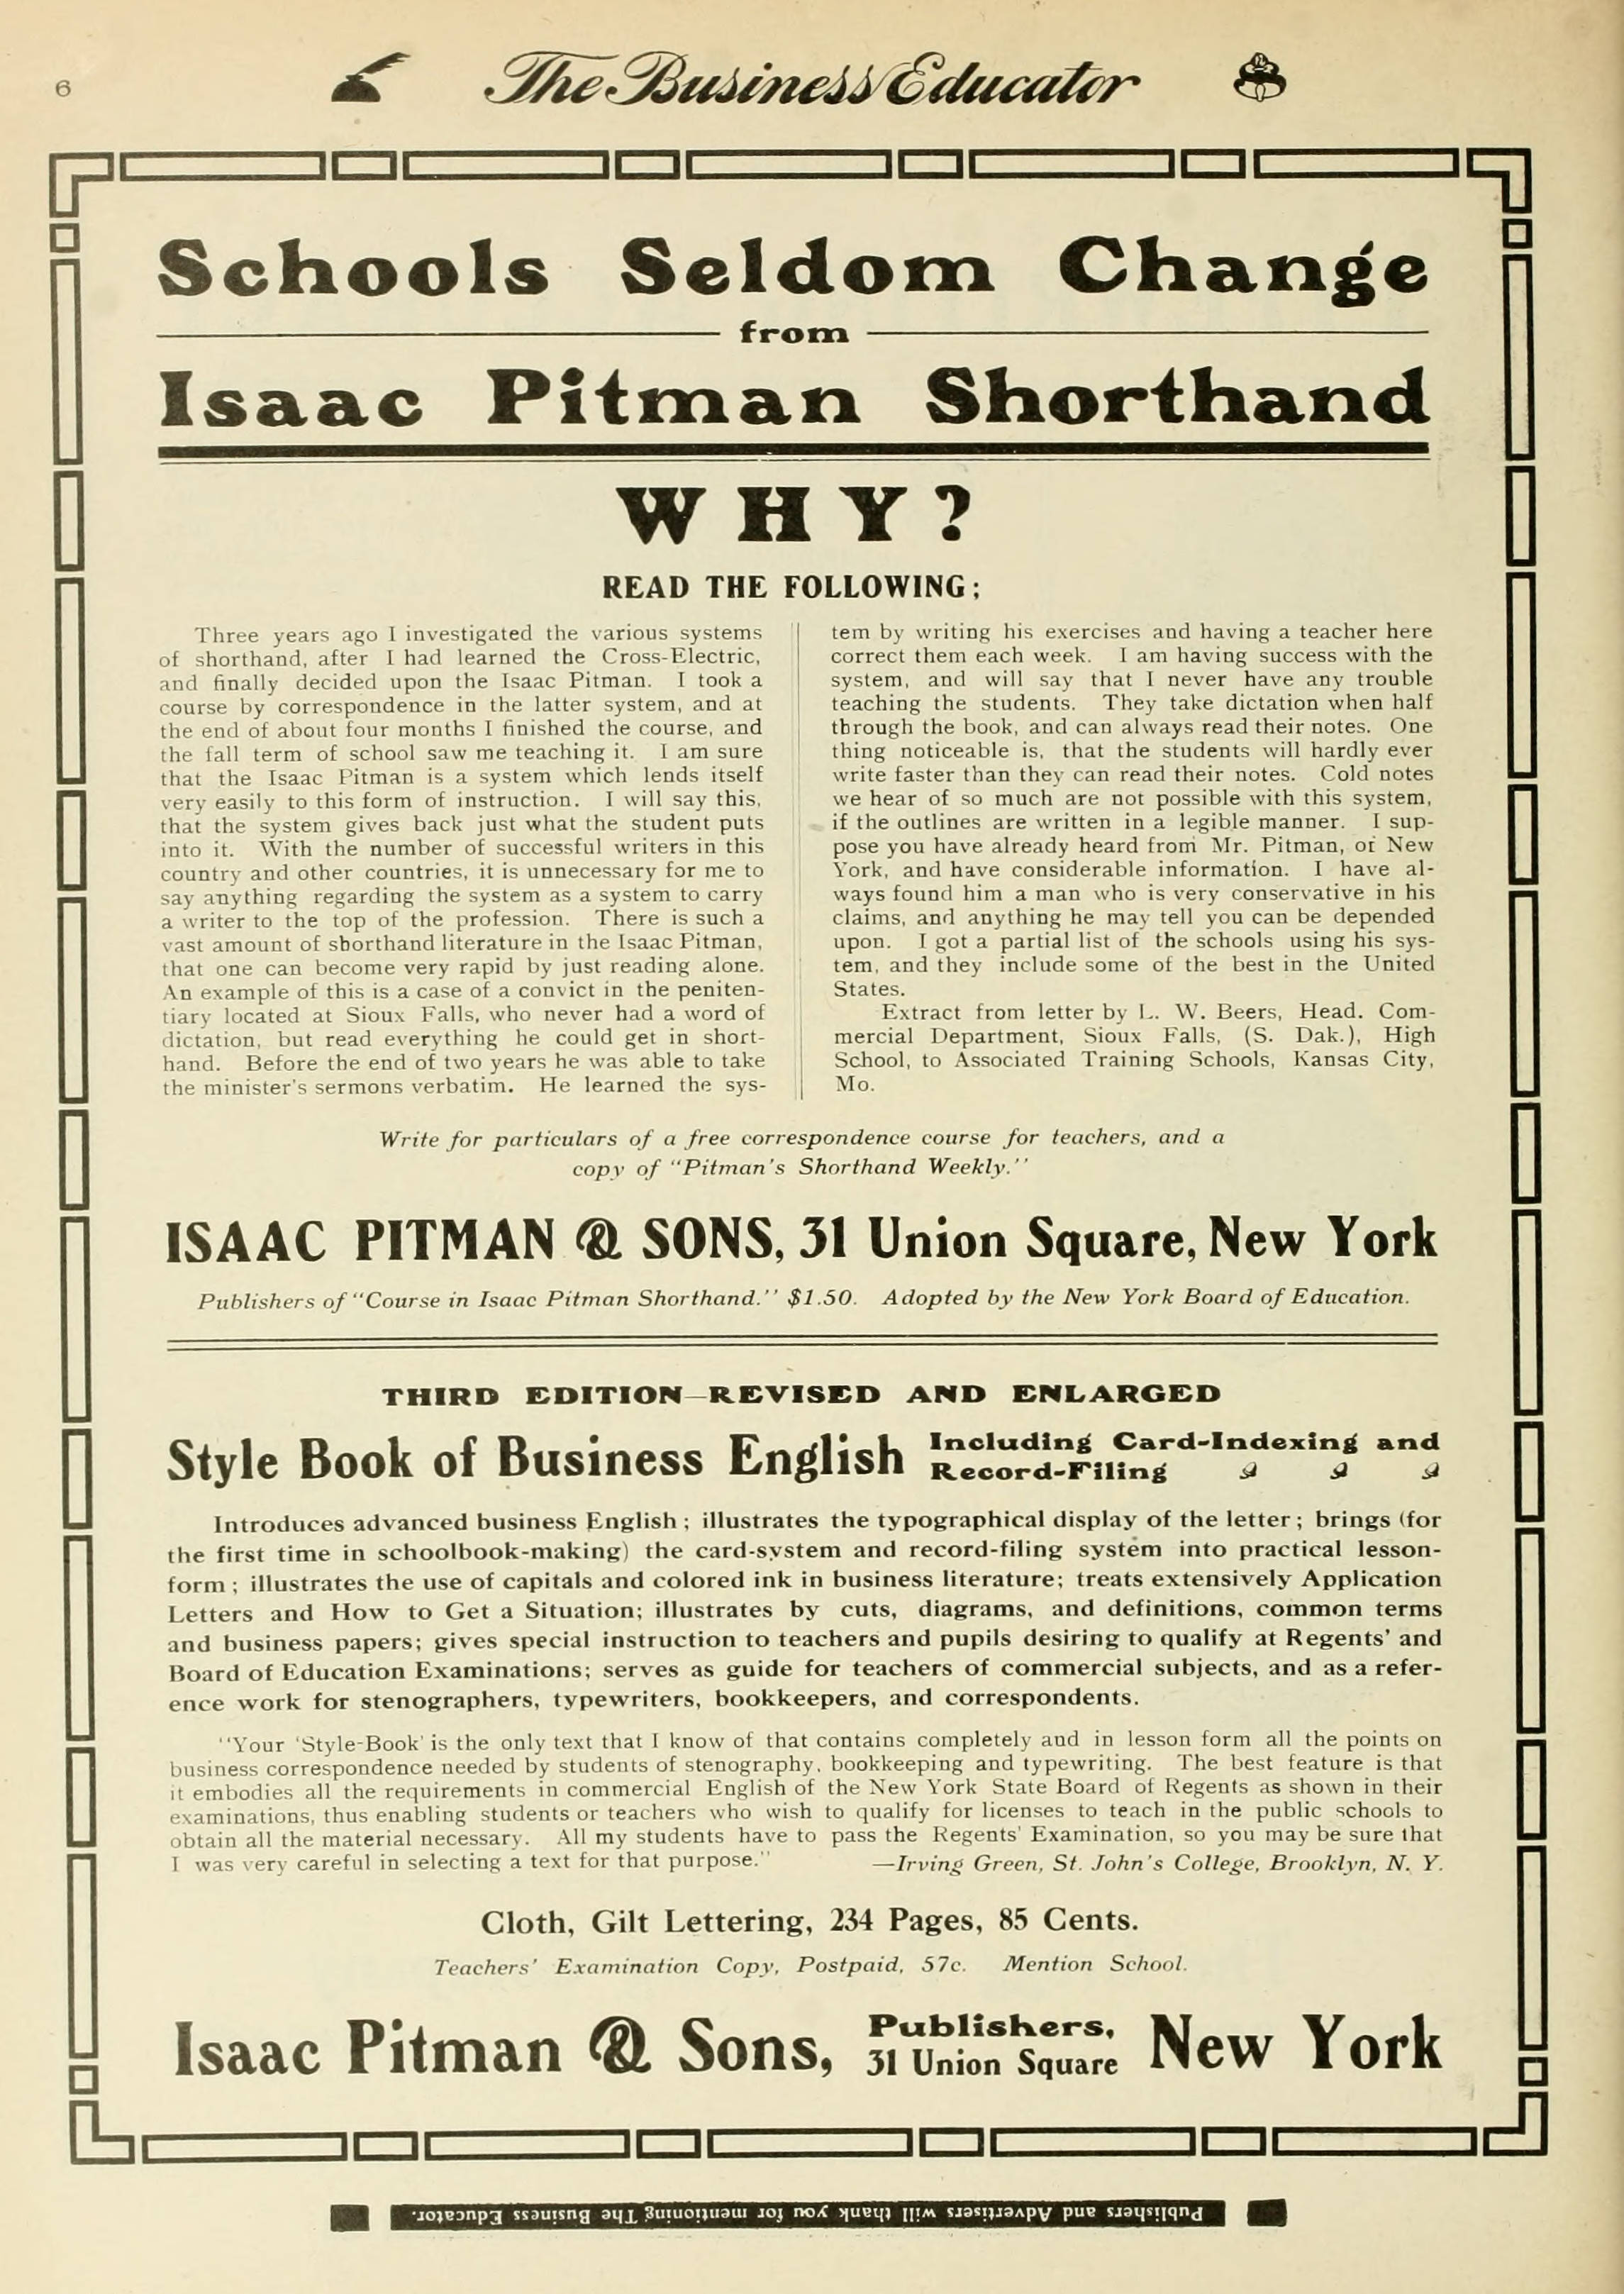 6
The Business Educator
Schools Seldom Change
from
Isaac Pitman Shorthand
WHY?
READ THE FOLLOWING;
Three years ago I investigated the various systems
of shorthand, after I had learned the Cross-Electric,
and finally decided upon the Isaac Pitman. I took a
course by correspondence in the latter system, and at
the end of about four months I finished the course, and
the fall term of school saw me teaching it. I am sure
that the Isaac Pitman is a system which lends itself
very easily to this form of instruction. I will say this,
that the system gives back just what the student puts
into it. With the number of successful writers in this
country and other countries, it is unnecessary for me to
say anything regarding the system as a system to carry
a writer to the top of the profession. There is such a
vast amount of shorthand literature in the Isaac Pitman,
that one can become very rapid by just reading alone.
An example of this is a case of a convict in the peniten-
tiary located at Sioux Falls, who never had a word of
dictation, but read everything he could get in short-
hand. Before the end of two years he was able to take
the minister's sermons verbatim. He learned the sys-
tem by writing his exercises and having a teacher here
correct them each week. I am having success with the
system, and will say that I never have any trouble
teaching the students. They take dictation when half
through the book, and can always read their notes. One
thing noticeable is, that the students will hardly ever
write faster than they can read their notes. Cold notes
we hear of so much are not possible with this system,
if the outlines are written in a legible manner. I sup-
pose you have already heard from Mr. Pitman, of New
York, and have considerable information. I have al-
ways found him a man who is very conservative in his
claims, and anything he may tell you can be depended
upon. I got a partial list of the schools using his sys-
tem, and they include some of the best in the United
States.
Extract from letter by L. W. Beers, Head. Com-
mercial Department, Sioux Falls, (S. Dak.), High
School, to Associated Training Schools, Kansas City,
Mo.
Write for particulars of a free correspondence course for teachers, and a
copy of "Pitman's Shorthand Weekly."
ISAAC PITMAN & SONS, 31 Union Square, New York
Publishers of "Course in Isaac Pitman Shorthand." $1.50. Adopted by the New York Board of Education.
THIRD EDITION—REVISED AND ENLARGED
Style Book of Business English Including Card-Indexing and
Record-Filing
Introduces advanced business English; illustrates the typographical display of the letter; brings (for
the first time in schoolbook-making) the card-system and record-filing system into practical lesson-
form; illustrates the use of capitals and colored ink in business literature; treats extensively Application
Letters and How to Get a Situation; illustrates by cuts, diagrams, and definitions, common terms
and business papers; gives special instruction to teachers and pupils desiring to qualify at Regents' and
Board of Education Examinations; serves as guide for teachers of commercial subjects, and as a refer-
ence work for stenographers, typewriters, bookkeepers, and correspondents.
"Your 'Style-Book' is the only text that I know of that contains completely and in lesson form all the points on
business correspondence needed by students of stenography, bookkeeping and typewriting. The best feature is that
it embodies all the requirements in commercial English of the New York State Board of Regents as shown in their
examinations, thus enabling students or teachers who wish to qualify for licenses to teach in the public schools to
obtain all the material necessary. All my students have to pass the Regents' Examination, so you may be sure that
I was very careful in selecting a text for that purpose." —Irving Green, St. John's College, Brooklyn, N. Y.
Cloth, Gilt Lettering, 234 Pages, 85 Cents.
Teachers' Examination Copy, Postpaid, 57c. Mention School.
Isaac Pitman & Sons, Publishers, New York
31 Union Square
Publishers and Advertisers will thank you for mentioning The Business Educator.